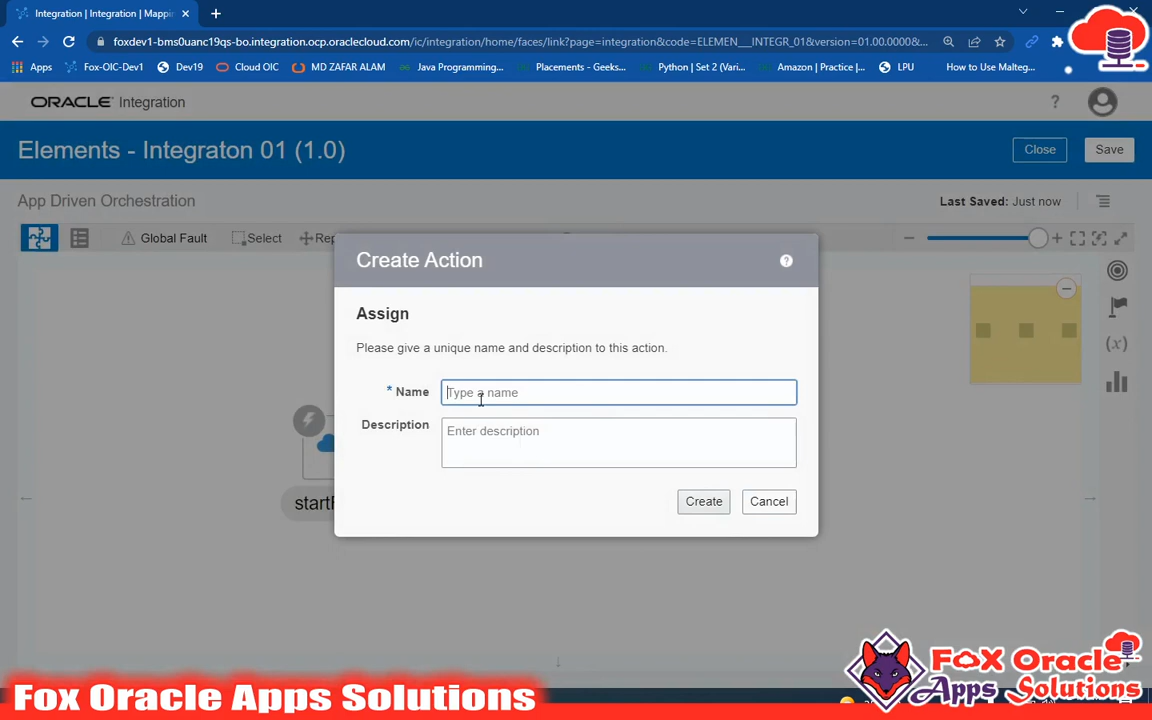 Integration | Integration | Mappin
foxdev1-bms0uanc19qs-bo.integration.ocp.oraclecloud.com/ic/integration/home/faces/link?page=integration&code=ELEMEN__INTEGR_01&version=01.00.0000&...
Apps
Fox-OIC-Dev1
Dev19
Cloud OIC
MD ZAFAR ALAM
Java Programming...
Placements - Geeks...
Python | Set 2 (Vari...
Amazon | Practice |...
LPU
How to Use Malteg...
ORACLE Integration
?
Elements - Integraton 01 (1.0)
Close
Save
App Driven Orchestration
Last Saved: Just now
Global Fault
Select
Rep
Create Action
?
Assign
Please give a unique name and description to this action.
* Name
Type a name
Description
Enter description
Create
Cancel
(x)
Fox Oracle Apps Solutions
Fox Oracle
Apps Solutions